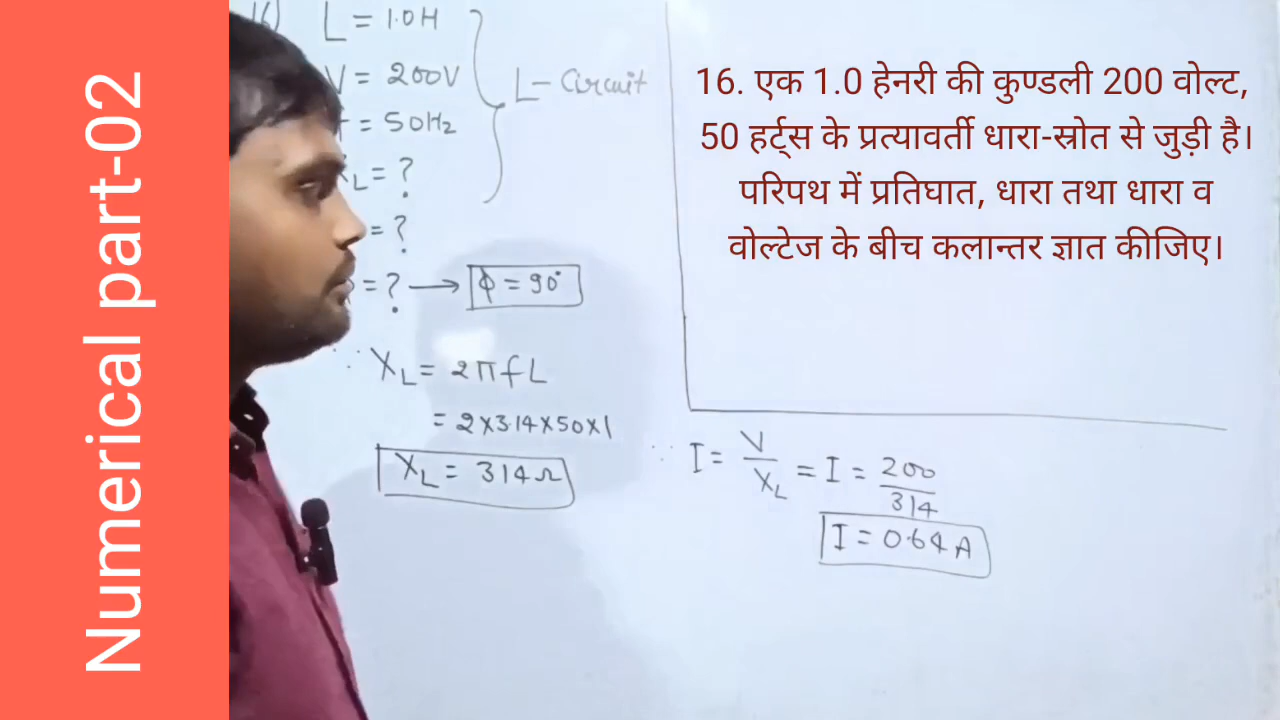 Numerical part-02
16)
L = 1.0H
V = 200V
f = 50Hz
L- Circuit
XL = ?
= ?
= ? → ϕ = 90°
∵ XL = 2πfL
= 2×3.14×50×1
XL = 314Ω
16. एक 1.0 हेनरी की कुण्डली 200 वोल्ट,
50 हर्ट्स के प्रत्यावर्ती धारा-स्रोत से जुड़ी है।
परिपथ में प्रतिघात, धारा तथा धारा व
वोल्टेज के बीच कलान्तर ज्ञात कीजिए।
∵ I = V/XL = I = 200/314
I = 0.64 A